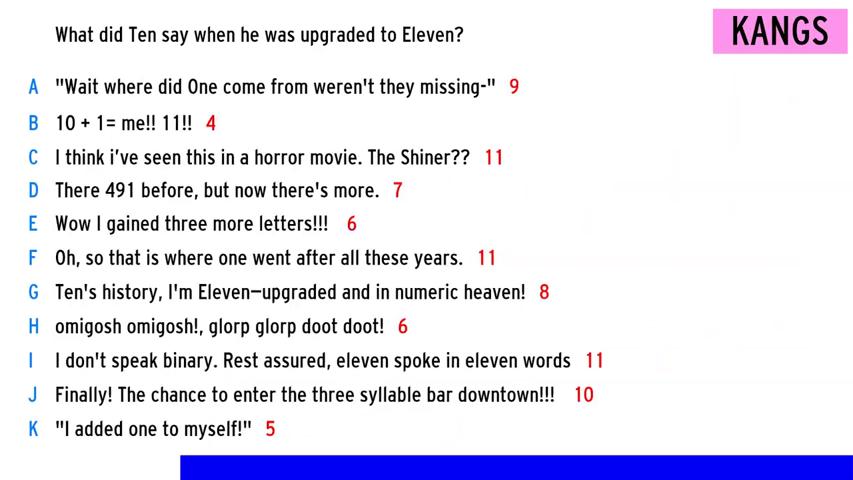 What did Ten say when he was upgraded to Eleven?
KANGS
A "Wait where did One come from weren't they missing-" 9
B 10 + 1= me!! 11!! 4
C I think i've seen this in a horror movie. The Shiner?? 11
D There 491 before, but now there's more. 7
E Wow I gained three more letters!!! 6
F Oh, so that is where one went after all these years. 11
G Ten's history, I'm Eleven—upgraded and in numeric heaven! 8
H omigosh omigosh!, glorp glorp doot doot! 6
I I don't speak binary. Rest assured, eleven spoke in eleven words 11
J Finally! The chance to enter the three syllable bar downtown!!! 10
K "I added one to myself!" 5